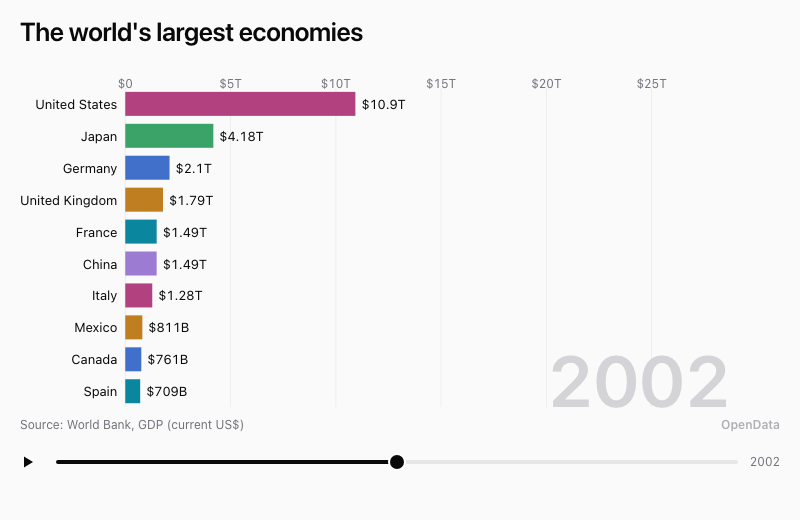 The world's largest economies
$0 $5T $10T $15T $20T $25T
United States $10.9T
Japan $4.18T
Germany $2.1T
United Kingdom $1.79T
France $1.49T
China $1.49T
Italy $1.28T
Mexico $811B
Canada $761B
Spain $709B
2002
Source: World Bank, GDP (current US$) OpenData
2002